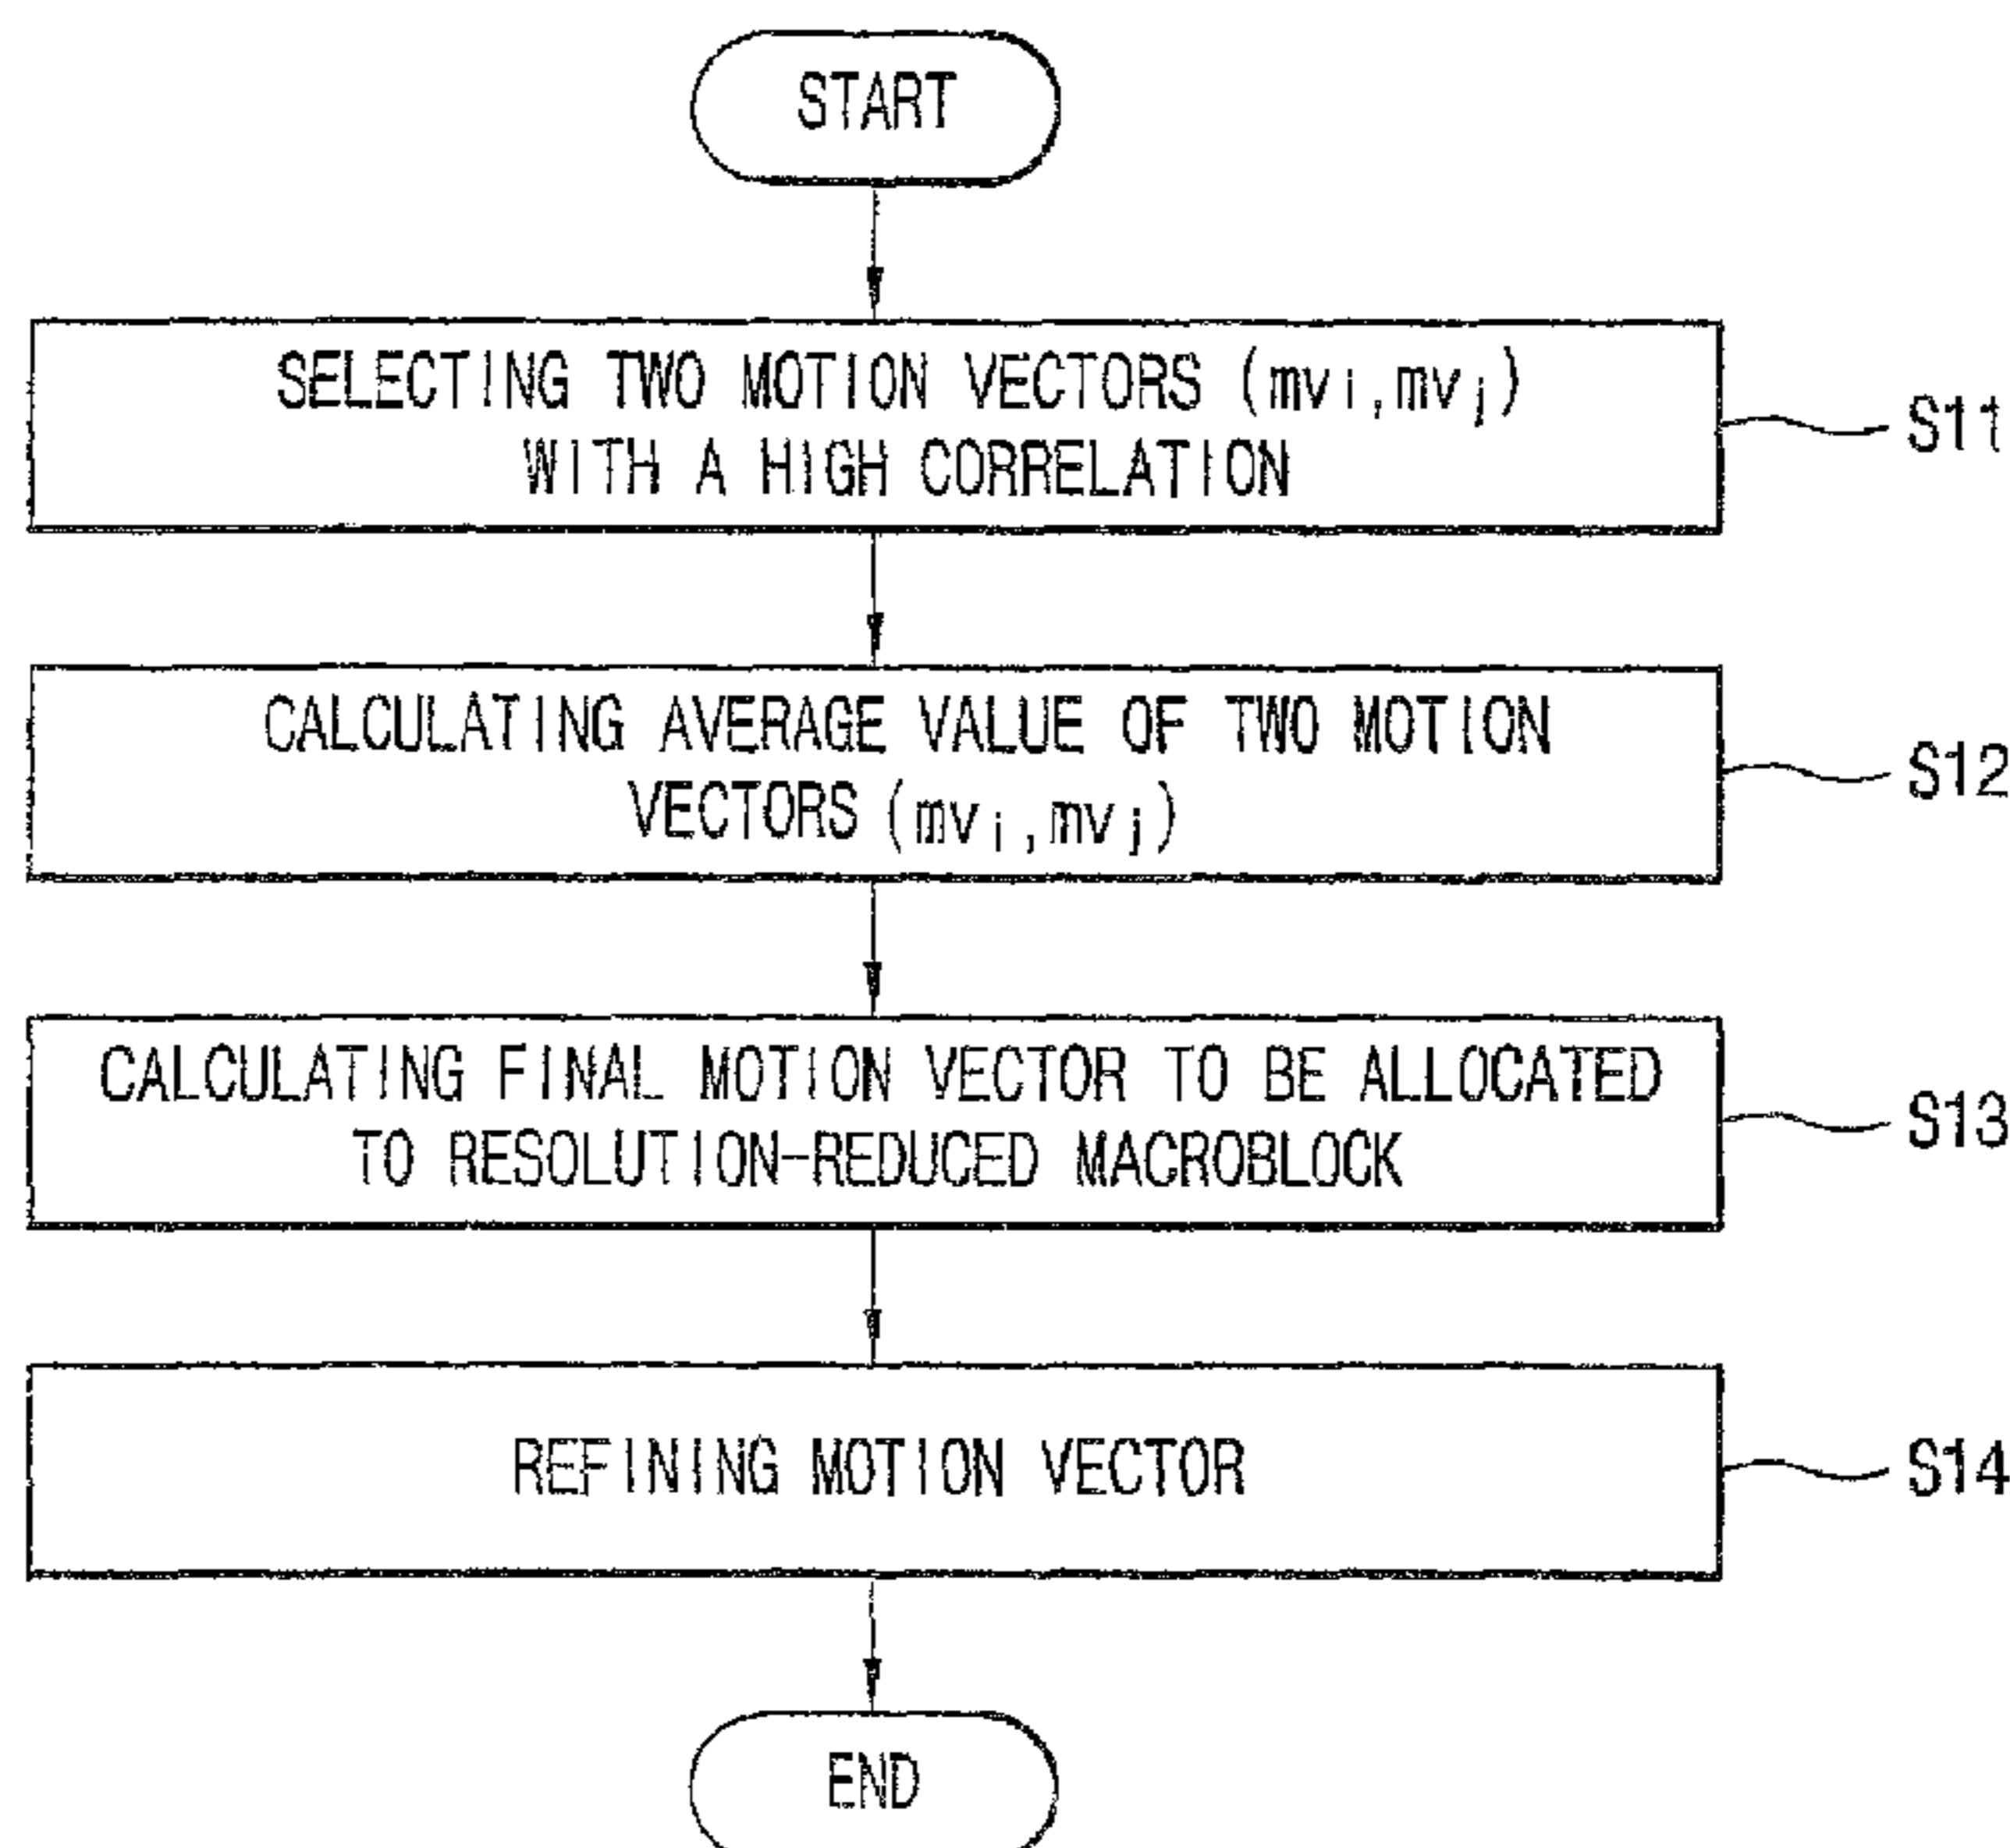 START
SELECTING TWO MOTION VECTORS (mvi,mvj)
WITH A HIGH CORRELATION
S11
CALCULATING AVERAGE VALUE OF TWO MOTION
VECTORS (mvi,mvj)
S12
CALCULATING FINAL MOTION VECTOR TO BE ALLOCATED
TO RESOLUTION-REDUCED MACROBLOCK
S13
REFINING MOTION VECTOR
S14
END